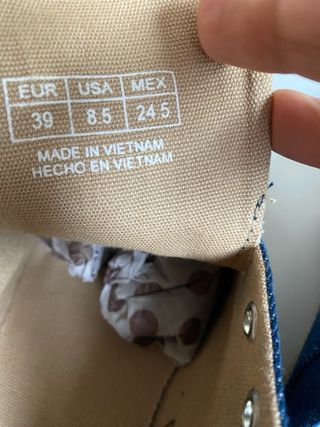 EUR USA MEX
39 8.5 24.5
MADE IN VIETNAM
HECHO EN VIETNAM